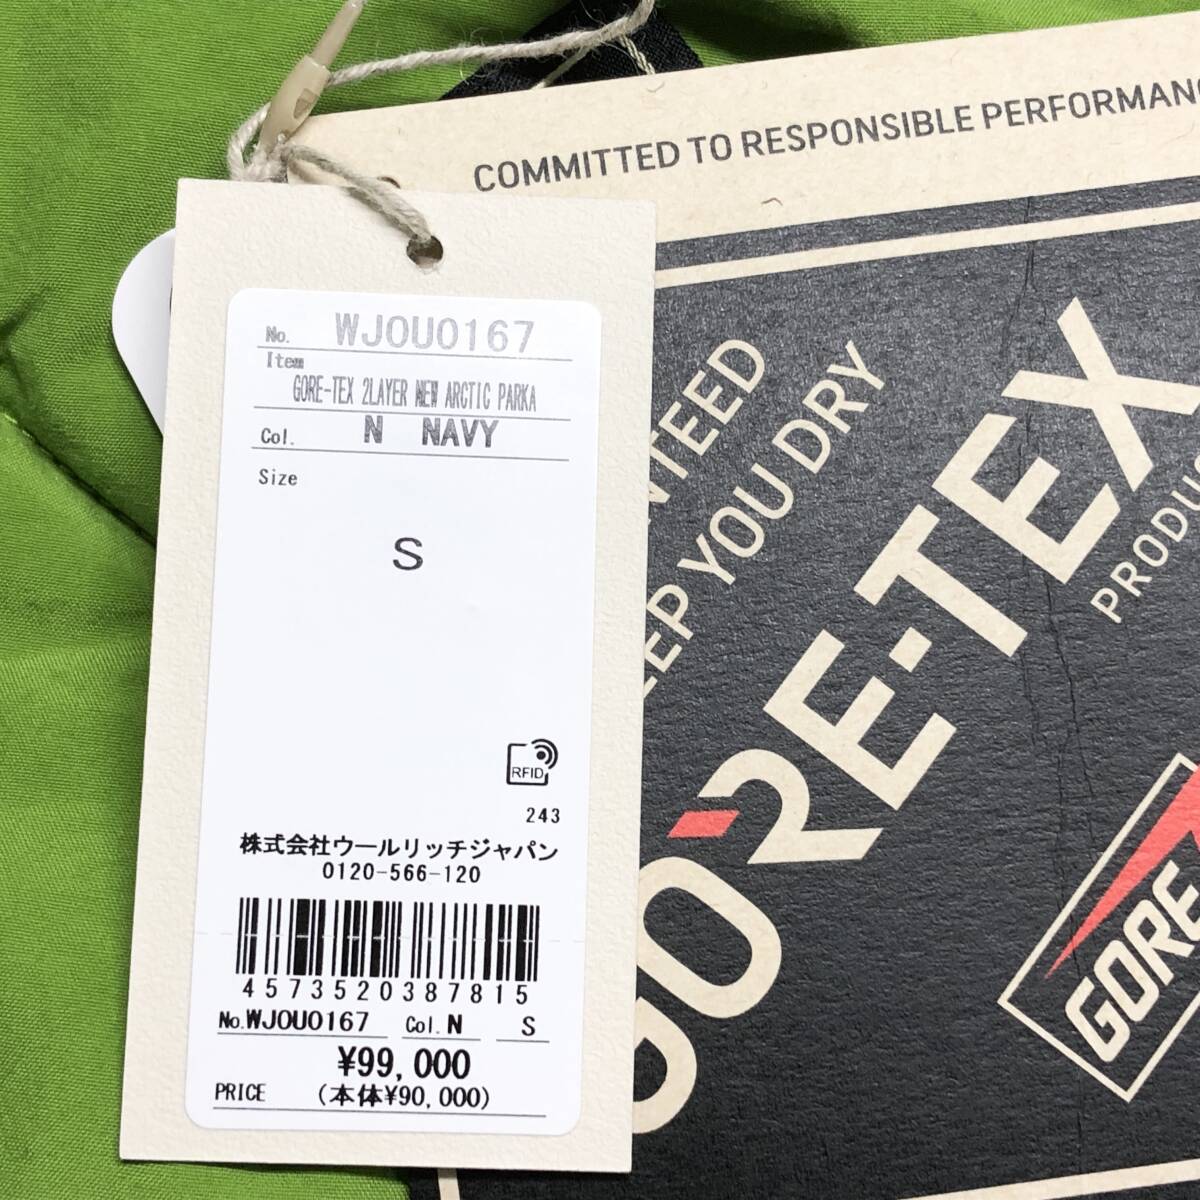 COMMITTED TO RESPONSIBLE PERFORMAN
No. WJOU0167
Item
GORE-TEX 2LAYER NEW ARCTIC PARKA
Col. N NAVY
Size
S
RFID
243
株式会社ウールリッチジャパン
0120-566-120
4573520387815
No.WJOU0167 Col.N S
¥99,000
PRICE (本体¥90,000)
NTEED
EEP YOU DRY
GORE-TEX
PRODU
GORE